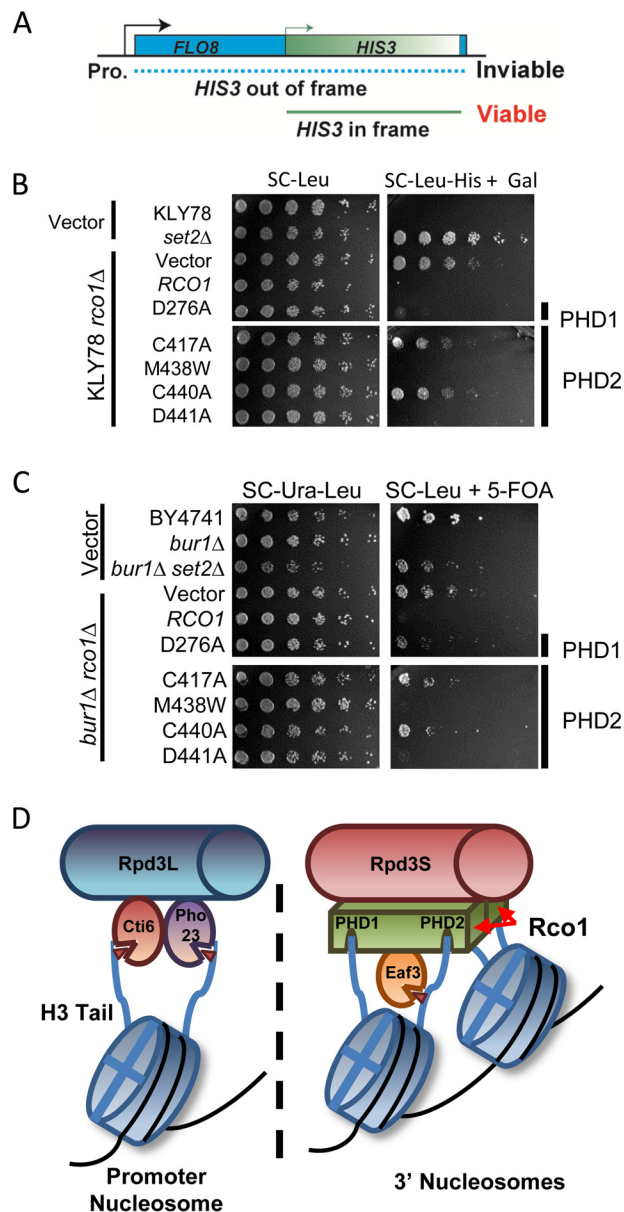 A
FLO8
HIS3
Pro.
Inviable
HIS3 out of frame
HIS3 in frame
Viable
B
SC-Leu
SC-Leu-His + Gal
Vector
KLY78
set2Δ
KLY78 rco1Δ
Vector
RCO1
D276A
PHD1
C417A
M438W
C440A
D441A
PHD2
C
SC-Ura-Leu
SC-Leu + 5-FOA
Vector
BY4741
bur1Δ
bur1Δ set2Δ
bur1Δ rco1Δ
Vector
RCO1
D276A
PHD1
C417A
M438W
C440A
D441A
PHD2
D
Rpd3L
Cti6
Pho
23
H3 Tail
Promoter
Nucleosome
Rpd3S
PHD1
PHD2
Rco1
Eaf3
3' Nucleosomes